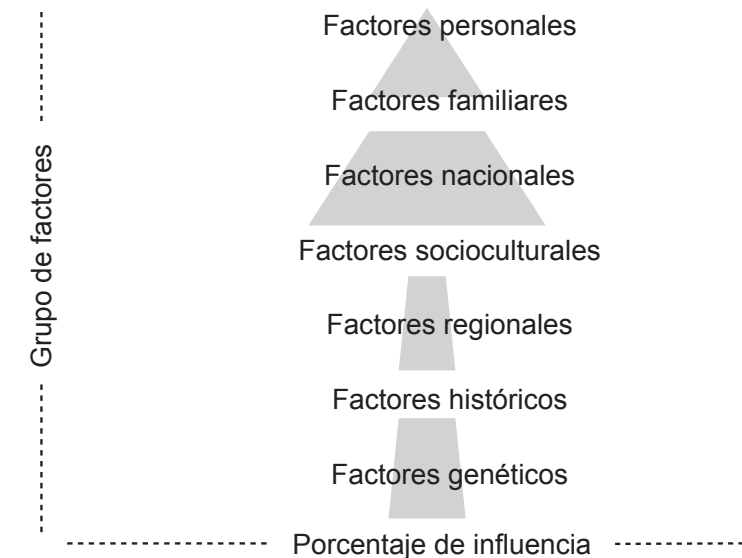 Factores personales
Factores familiares
Factores nacionales
Factores socioculturales
Factores regionales
Factores históricos
Factores genéticos
Grupo de factores
Porcentaje de influencia